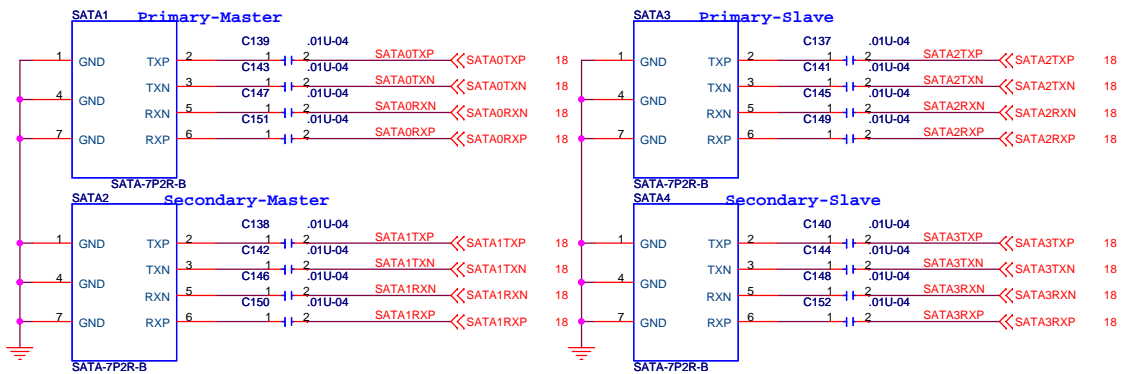 SATA1 Primary-Master SATA3 Primary-Slave
C139 .01U-04 C137 .01U-04
1 GND TXP 2 1 2 SATA0TXP SATA0TXP 18 1 GND TXP 2 1 2 SATA2TXP SATA2TXP 18
C143 .01U-04 C141 .01U-04
TXN 3 1 2 SATA0TXN SATA0TXN 18 TXN 3 1 2 SATA2TXN SATA2TXN 18
4 GND C147 .01U-04 4 GND C145 .01U-04
RXN 5 1 2 SATA0RXN SATA0RXN 18 RXN 5 1 2 SATA2RXN SATA2RXN 18
C151 .01U-04 C149 .01U-04
7 GND RXP 6 1 2 SATA0RXP SATA0RXP 18 7 GND RXP 6 1 2 SATA2RXP SATA2RXP 18
SATA-7P2R-B SATA-7P2R-B
SATA2 Secondary-Master SATA4 Secondary-Slave
C138 .01U-04 C140 .01U-04
1 GND TXP 2 1 2 SATA1TXP SATA1TXP 18 1 GND TXP 2 1 2 SATA3TXP SATA3TXP 18
C142 .01U-04 C144 .01U-04
TXN 3 1 2 SATA1TXN SATA1TXN 18 TXN 3 1 2 SATA3TXN SATA3TXN 18
4 GND C146 .01U-04 4 GND C148 .01U-04
RXN 5 1 2 SATA1RXN SATA1RXN 18 RXN 5 1 2 SATA3RXN SATA3RXN 18
C150 .01U-04 C152 .01U-04
7 GND RXP 6 1 2 SATA1RXP SATA1RXP 18 7 GND RXP 6 1 2 SATA3RXP SATA3RXP 18
SATA-7P2R-B SATA-7P2R-B